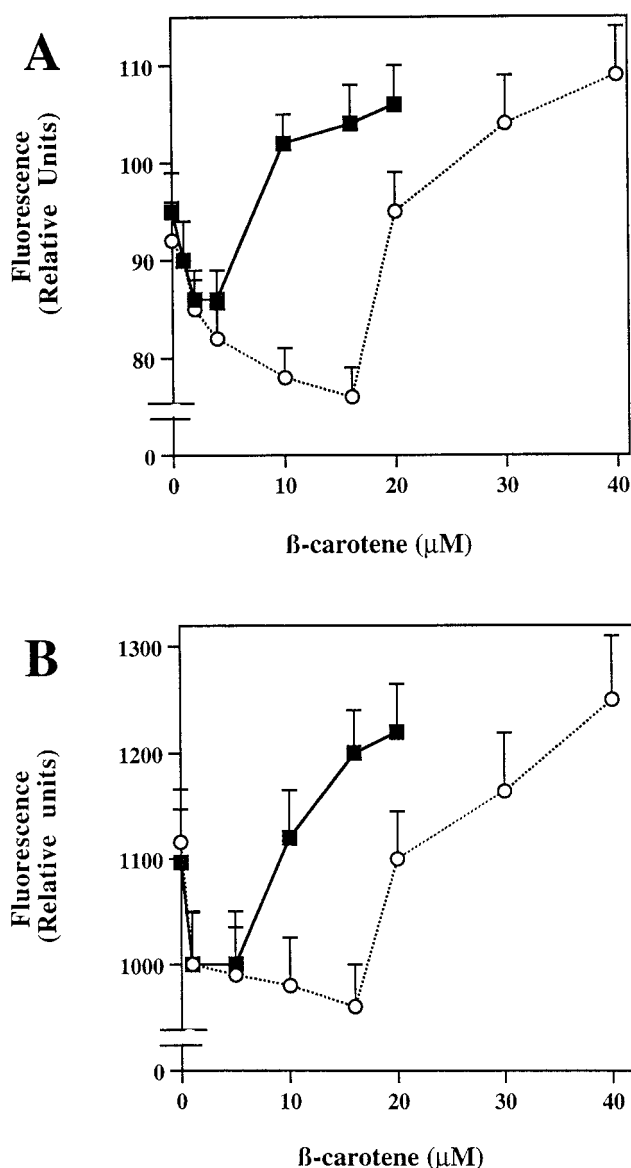 A
Fluorescence
(Relative Units)
110
100
90
80
0
0 10 20 30 40
ß-carotene (μM)
B
Fluorescence
(Relative units)
1300
1200
1100
1000
0
0 10 20 30 40
ß-carotene (μM)